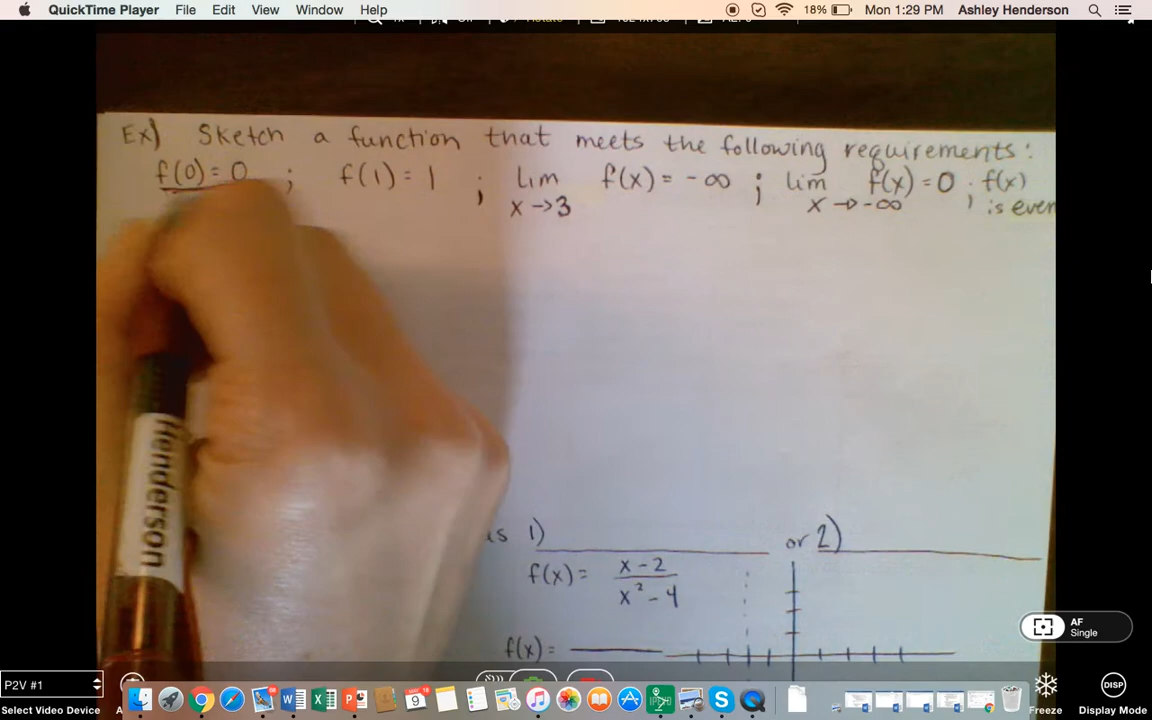 QuickTime Player File Edit View Window Help 18% Mon 1:29 PM Ashley Henderson
Ex) Sketch a function that meets the following requirements:
f(0) = 0 ; f(1) = 1 ; lim f(x) = -∞ ; lim f(x) = 0 ; f(x)
x → 3 x → -∞ is even
Henderson
as 1) or 2)
f(x) = x - 2
x² - 4
f(x) =
AF
Single
P2V #1
Select Video Device
Freeze
DISP
Display Mode